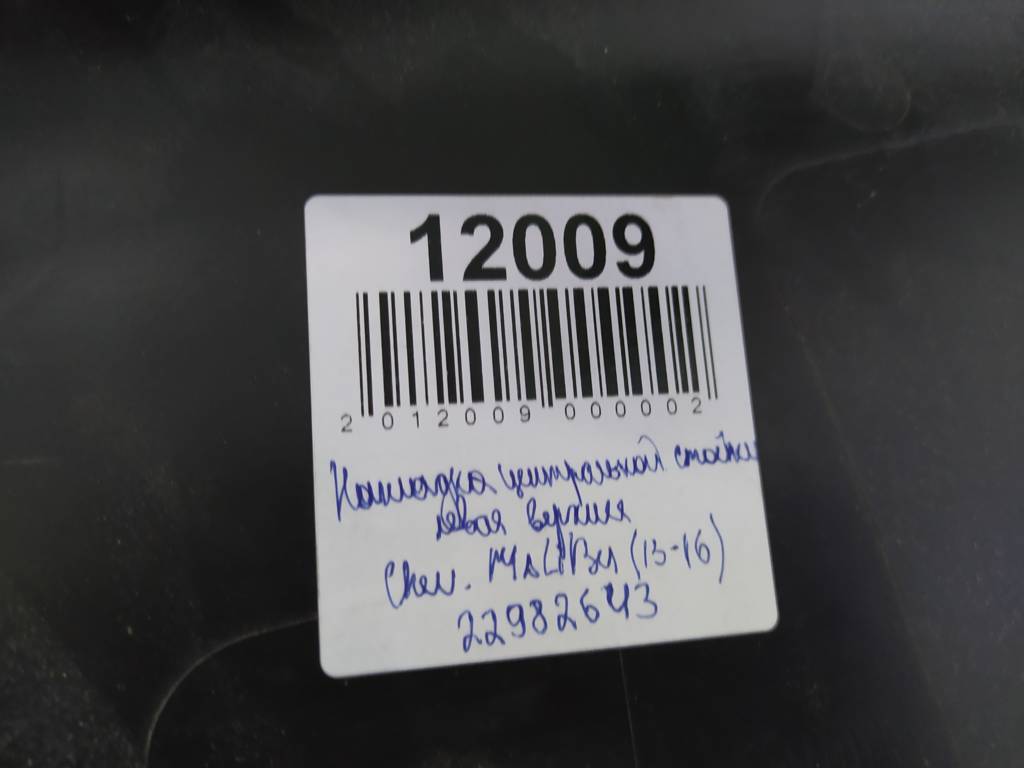 12009
2 012009 000002
Накладка центральной стойки
левая верхняя
Chev. MALIBU (13-16)
22982643